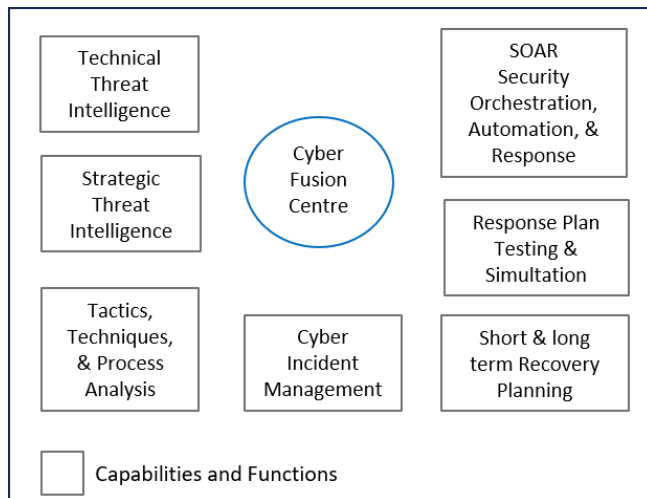 Technical
Threat
Intelligence
Strategic
Threat
Intelligence
Tactics,
Techniques,
& Process
Analysis
Cyber
Fusion
Centre
Cyber
Incident
Management
SOAR
Security
Orchestration,
Automation, &
Response
Response Plan
Testing &
Simultation
Short & long
term Recovery
Planning
Capabilities and Functions